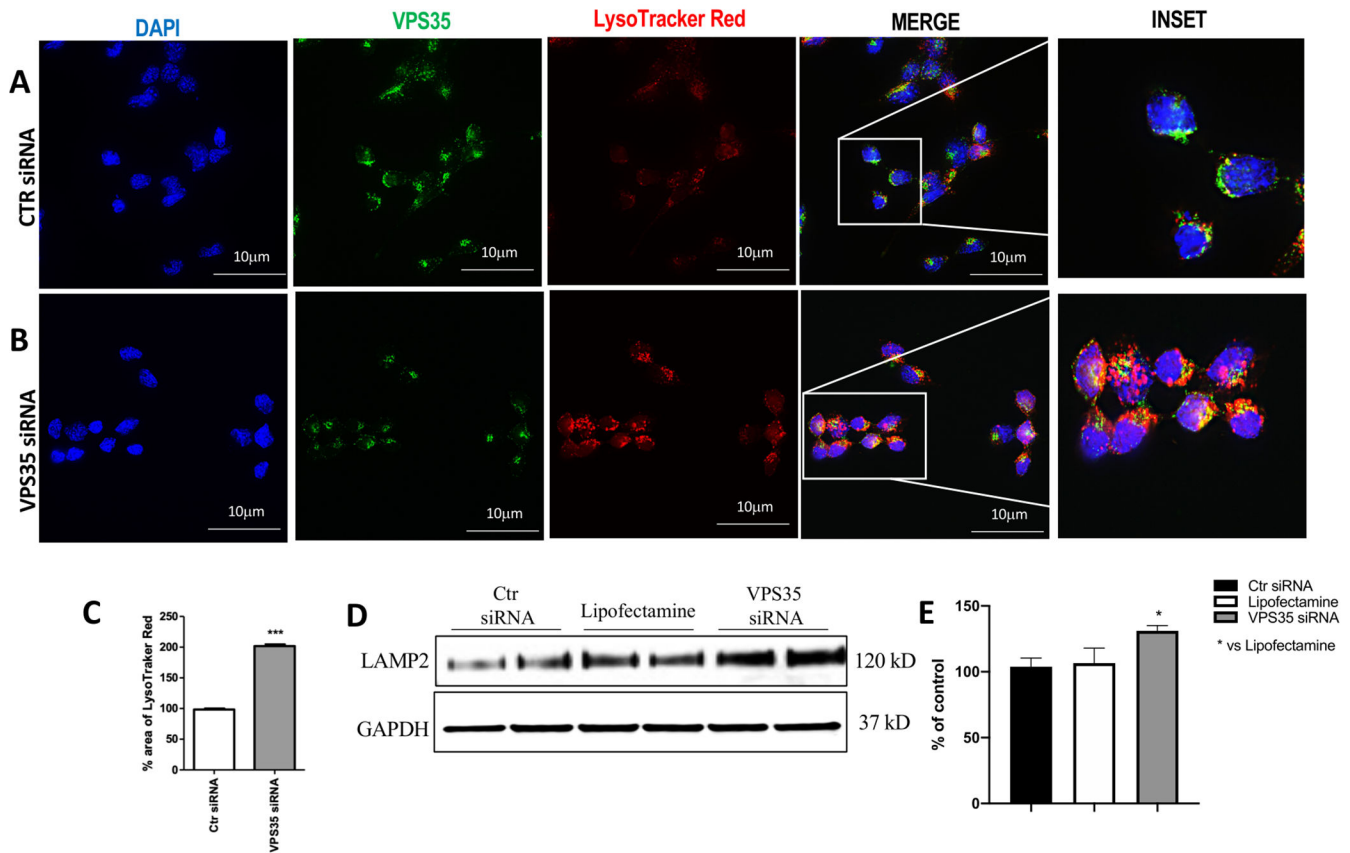 DAPI VPS35 LysoTracker Red MERGE INSET
A
CTR siRNA
10μm 10μm 10μm 10μm
B
VPS35 siRNA
10μm 10μm 10μm 10μm
C
% area of LysoTraker Red
250
200
150
100
50
0
***
Ctr siRNA
VPS35 siRNA
D
Ctr
siRNA
Lipofectamine
VPS35
siRNA
LAMP2 120 kD
GAPDH 37 kD
E
% of control
150
100
50
0
*
Ctr siRNA
Lipofectamine
VPS35 siRNA
* vs Lipofectamine